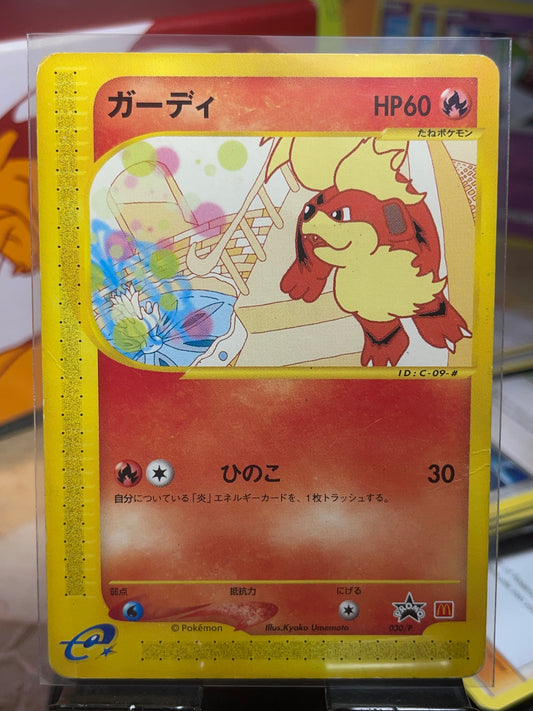 ガーディ HP60
たねポケモン
ID:C-09-#
ひのこ 30
自分についている「炎」エネルギーカードを、1枚トラッシュする。
弱点 抵抗力 にげる
PROMO
©Pokémon Illus.Kyoko Umemoto 030/P
e